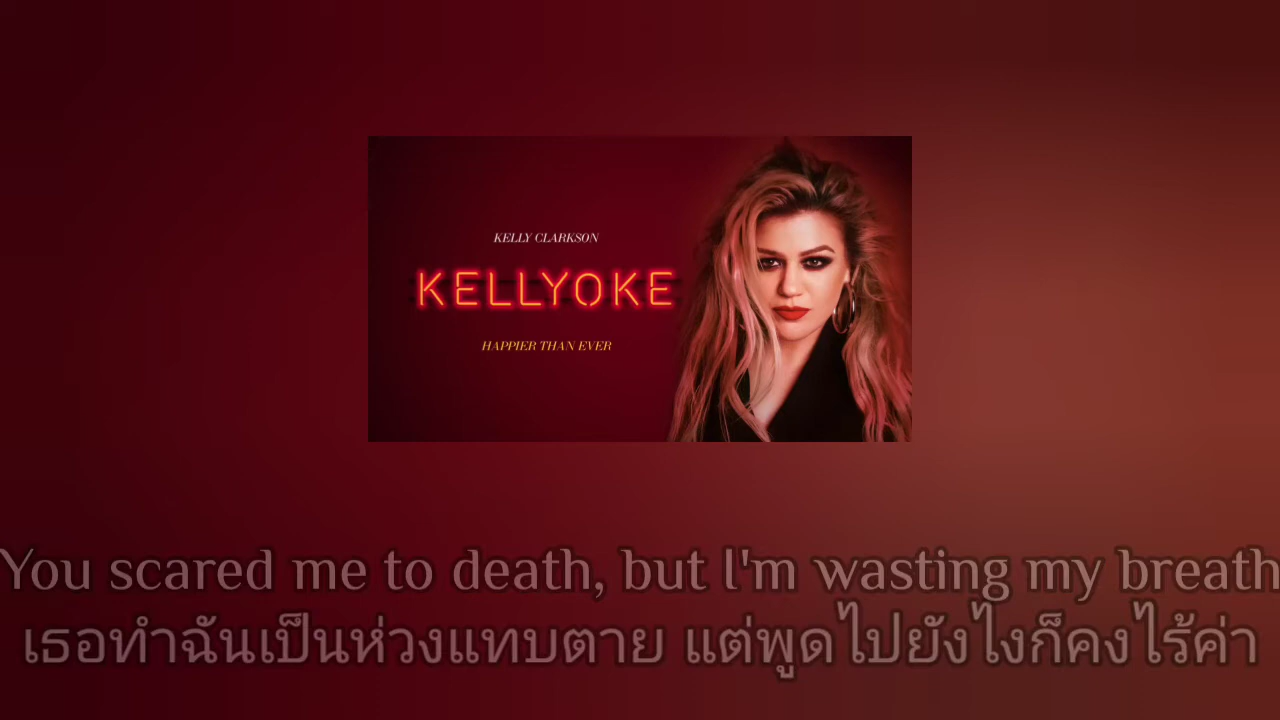 KELLY CLARKSON
KELLYOKE
HAPPIER THAN EVER
You scared me to death, but I'm wasting my breath
เธอทำฉันเป็นห่วงแทบตาย แต่พูดไปยังไงก็คงไร้ค่า